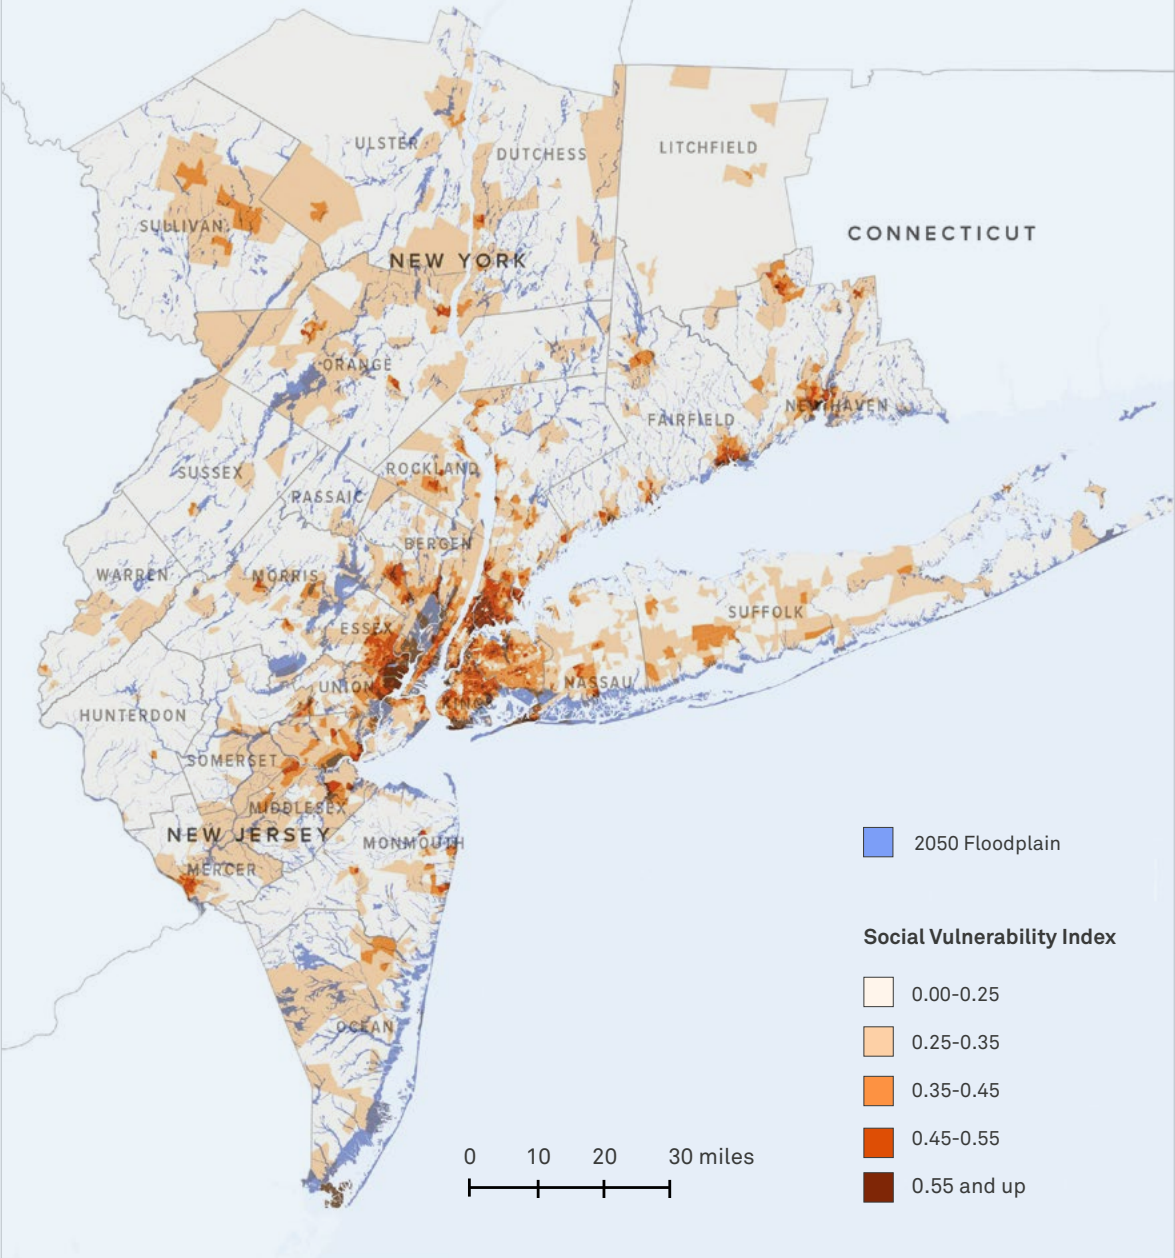 ULSTER
DUTCHESS
LITCHFIELD
SULLIVAN
CONNECTICUT
NEW YORK
ORANGE
NEW HAVEN
FAIRFIELD
SUSSEX
ROCKLAND
PASSAIC
BERGEN
WARREN
MORRIS
SUFFOLK
ESSEX
UNION
NASSAU
KINGS
HUNTERDON
SOMERSET
MIDDLESEX
NEW JERSEY
MONMOUTH
MERCER
OCEAN
2050 Floodplain
Social Vulnerability Index
0.00-0.25
0.25-0.35
0.35-0.45
0.45-0.55
0.55 and up
0 10 20 30 miles